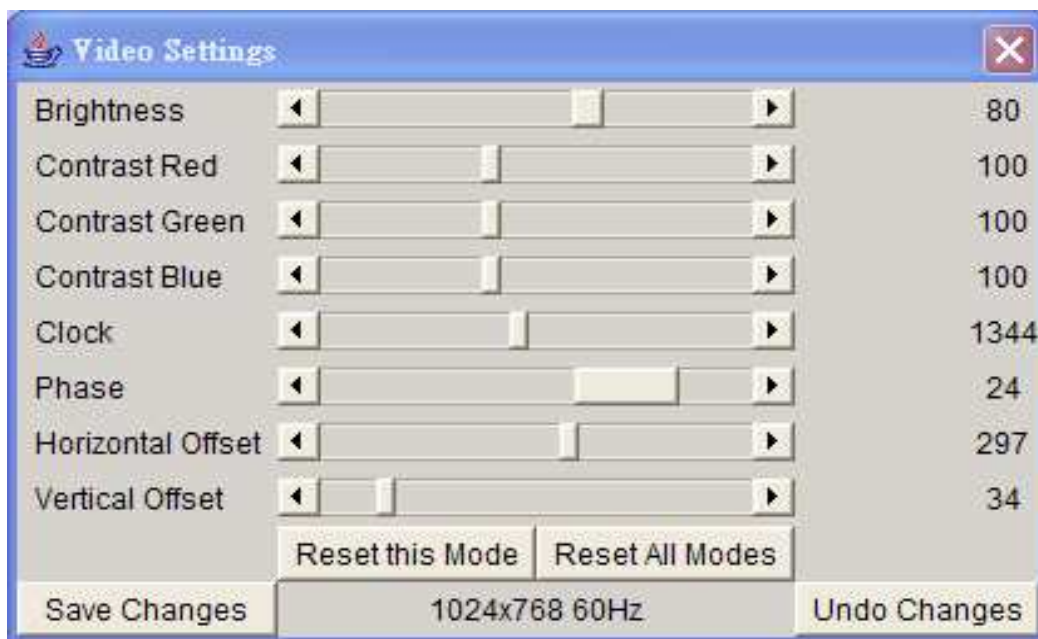 Video Settings
Brightness 80
Contrast Red 100
Contrast Green 100
Contrast Blue 100
Clock 1344
Phase 24
Horizontal Offset 297
Vertical Offset 34
Reset this Mode Reset All Modes
Save Changes 1024x768 60Hz Undo Changes